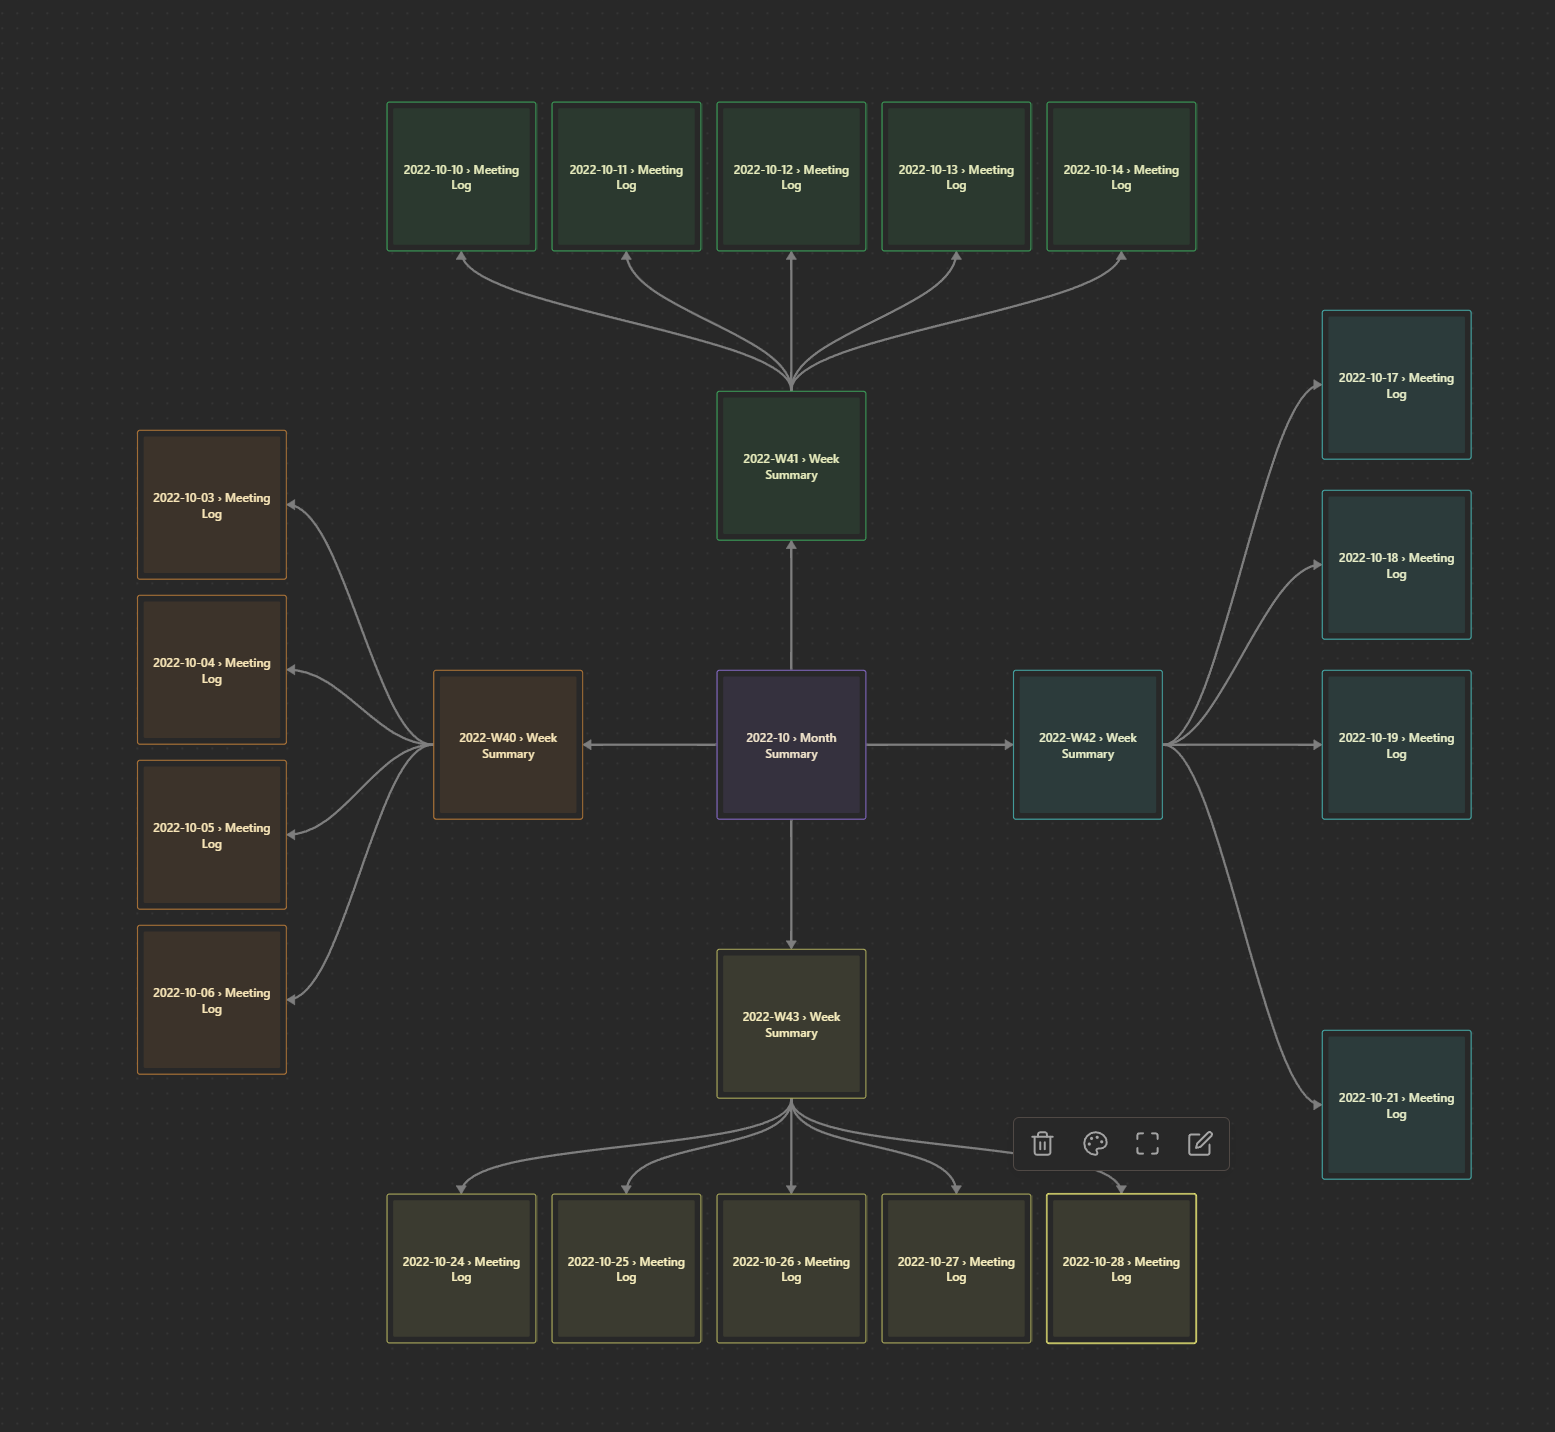 2022-10-10 › Meeting
Log
2022-10-11 › Meeting
Log
2022-10-12 › Meeting
Log
2022-10-13 › Meeting
Log
2022-10-14 › Meeting
Log
2022-10-17 › Meeting
Log
2022-W41 › Week
Summary
2022-10-03 › Meeting
Log
2022-10-18 › Meeting
Log
2022-10-04 › Meeting
Log
2022-W40 › Week
Summary
2022-10 › Month
Summary
2022-W42 › Week
Summary
2022-10-19 › Meeting
Log
2022-10-05 › Meeting
Log
2022-10-06 › Meeting
Log
2022-W43 › Week
Summary
2022-10-21 › Meeting
Log
2022-10-24 › Meeting
Log
2022-10-25 › Meeting
Log
2022-10-26 › Meeting
Log
2022-10-27 › Meeting
Log
2022-10-28 › Meeting
Log